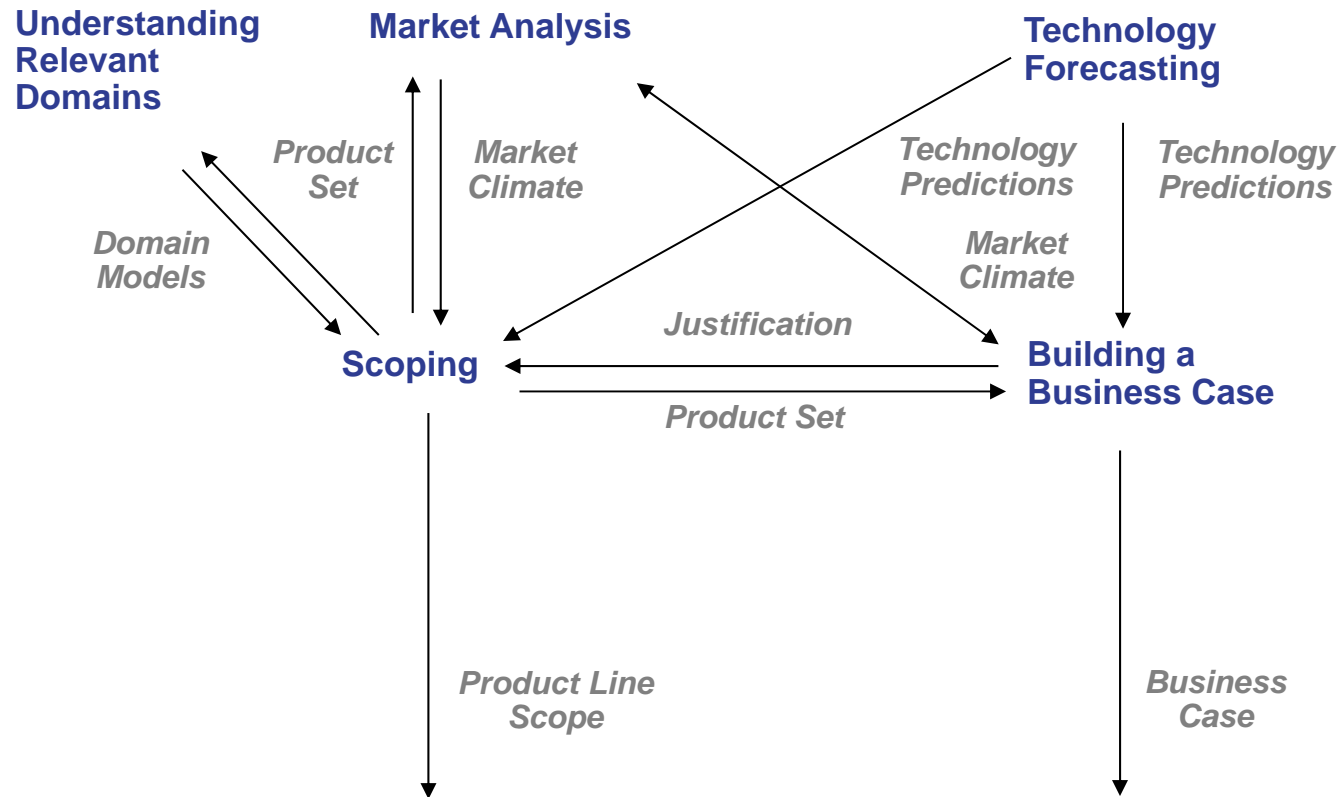 Understanding
Relevant
Domains
Market Analysis
Technology
Forecasting
Product
Set
Market
Climate
Technology
Predictions
Technology
Predictions
Domain
Models
Market
Climate
Justification
Scoping
Building a
Business Case
Product Set
Product Line
Scope
Business
Case